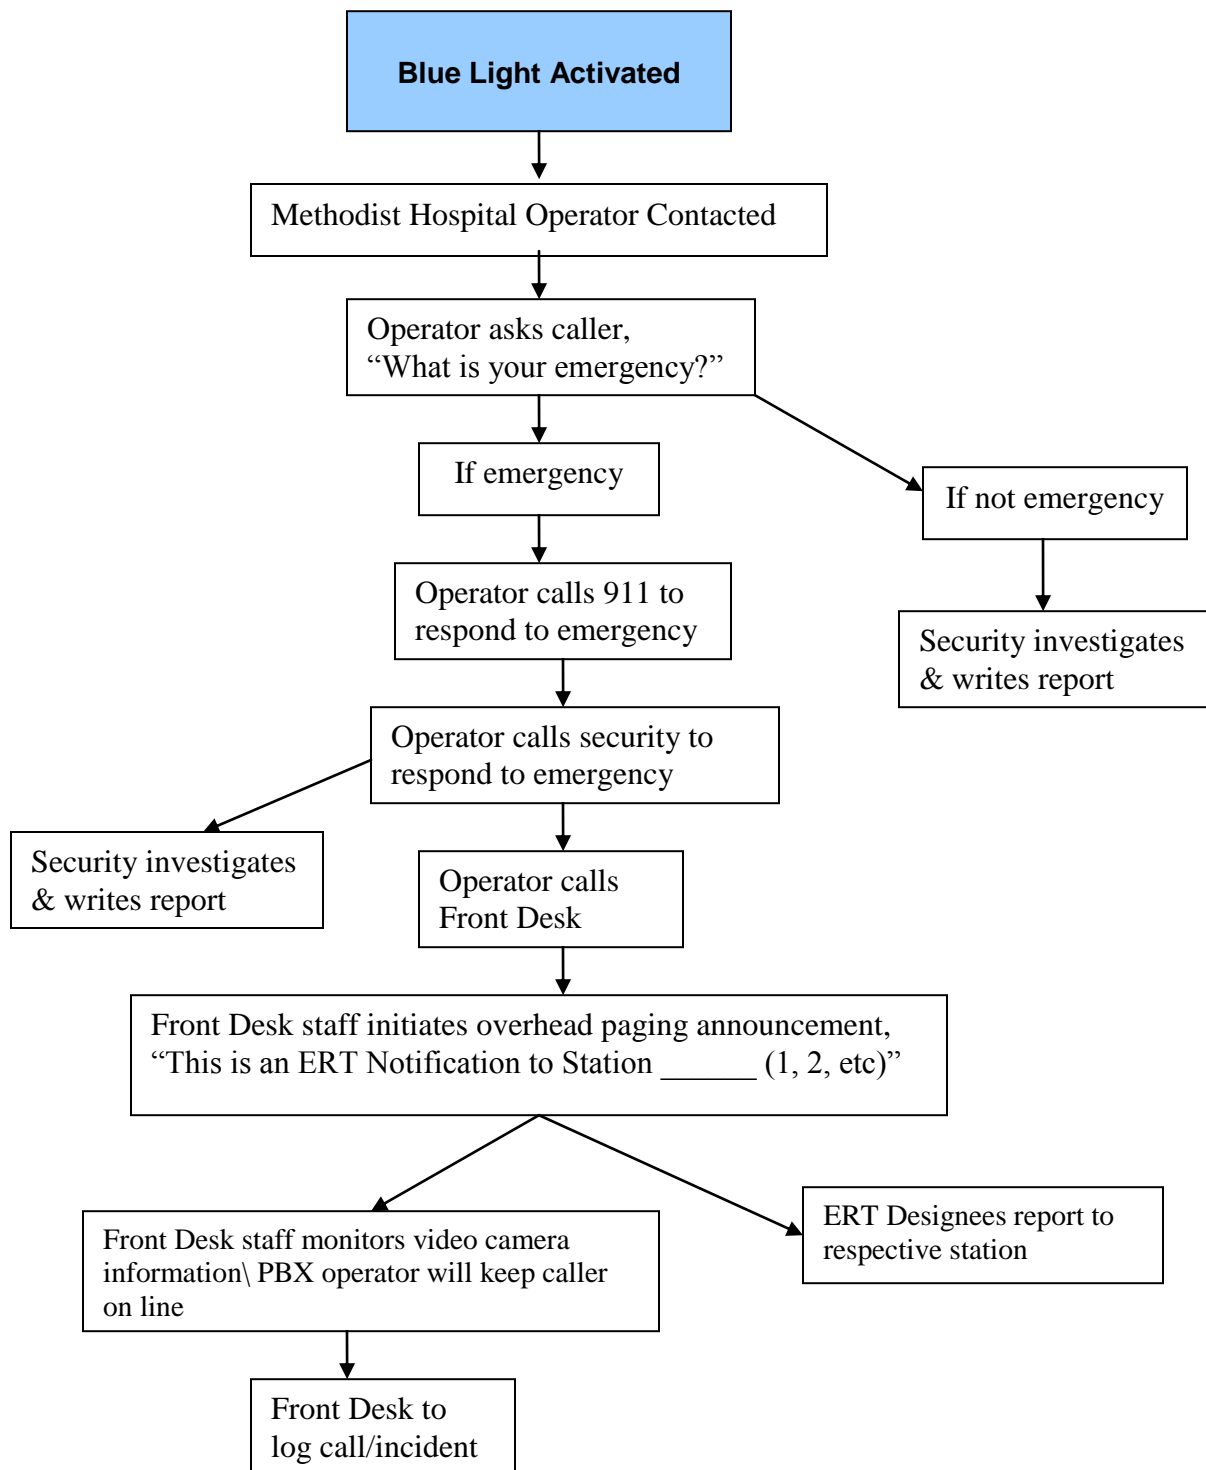 Blue Light Activated
Methodist Hospital Operator Contacted
Operator asks caller,
“What is your emergency?”
If emergency
If not emergency
Operator calls 911 to
respond to emergency
Security investigates
& writes report
Operator calls security to
respond to emergency
Security investigates
& writes report
Operator calls
Front Desk
Front Desk staff initiates overhead paging announcement,
“This is an ERT Notification to Station ______ (1, 2, etc)”
ERT Designees report to
respective station
Front Desk staff monitors video camera
information\ PBX operator will keep caller
on line
Front Desk to
log call/incident